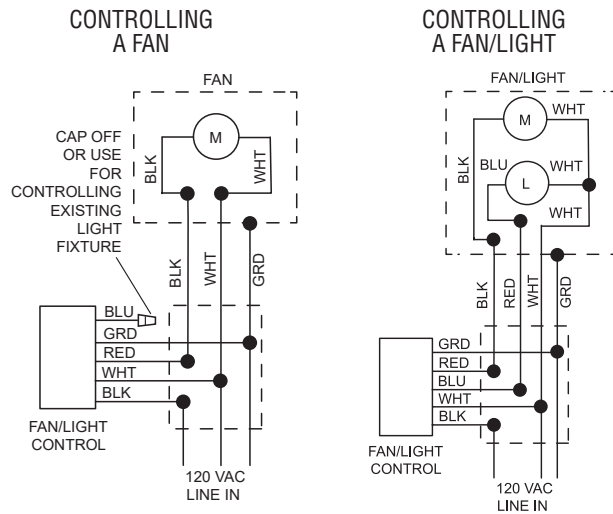 CONTROLLING
A FAN
FAN
M
BLK
WHT
CAP OFF
OR USE
FOR
CONTROLLING
EXISTING
LIGHT
FIXTURE
BLK
WHT
GRD
BLU
GRD
RED
WHT
BLK
FAN/LIGHT
CONTROL
120 VAC
LINE IN
CONTROLLING
A FAN/LIGHT
FAN/LIGHT
M
WHT
BLK
BLU
WHT
L
WHT
BLK
RED
WHT
GRD
GRD
RED
BLU
WHT
BLK
FAN/LIGHT
CONTROL
120 VAC
LINE IN